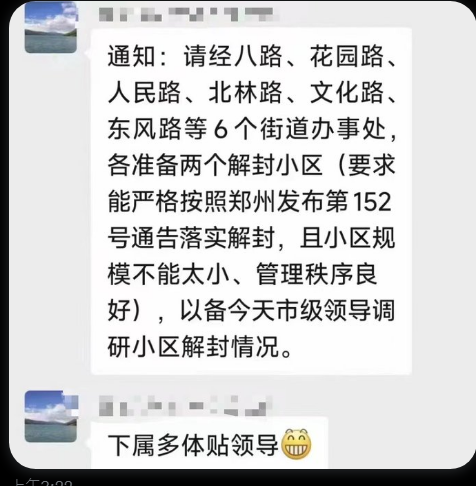 通知：请经八路、花园路、
人民路、北林路、文化路、
东风路等6个街道办事处，
各准备两个解封小区（要求
能严格按照郑州发布第152
号通告落实解封，且小区规
模不能太小、管理秩序良
好），以备今天市级领导调
研小区解封情况。
下属多体贴领导😁